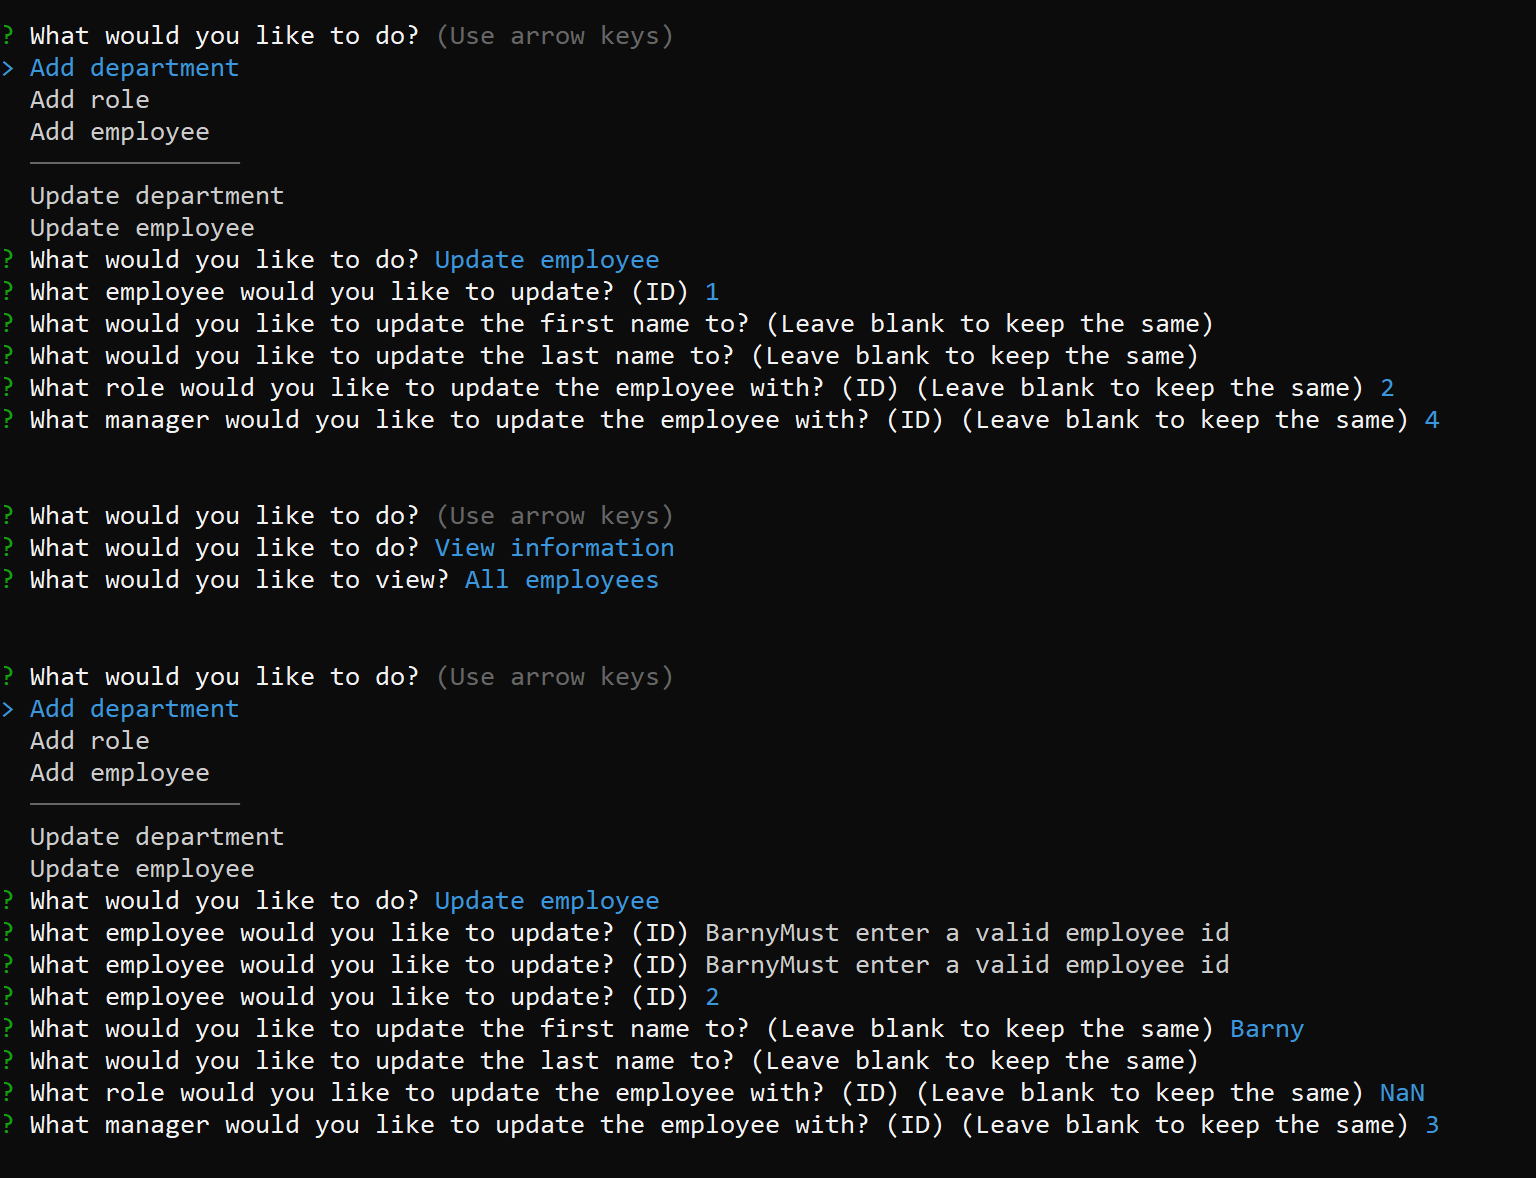 ? What would you like to do? (Use arrow keys)
> Add department
Add role
Add employee
──────────────
Update department
Update employee
? What would you like to do? Update employee
? What employee would you like to update? (ID) 1
? What would you like to update the first name to? (Leave blank to keep the same)
? What would you like to update the last name to? (Leave blank to keep the same)
? What role would you like to update the employee with? (ID) (Leave blank to keep the same) 2
? What manager would you like to update the employee with? (ID) (Leave blank to keep the same) 4
? What would you like to do? (Use arrow keys)
? What would you like to do? View information
? What would you like to view? All employees
? What would you like to do? (Use arrow keys)
> Add department
Add role
Add employee
──────────────
Update department
Update employee
? What would you like to do? Update employee
? What employee would you like to update? (ID) BarnyMust enter a valid employee id
? What employee would you like to update? (ID) BarnyMust enter a valid employee id
? What employee would you like to update? (ID) 2
? What would you like to update the first name to? (Leave blank to keep the same) Barny
? What would you like to update the last name to? (Leave blank to keep the same)
? What role would you like to update the employee with? (ID) (Leave blank to keep the same) NaN
? What manager would you like to update the employee with? (ID) (Leave blank to keep the same) 3